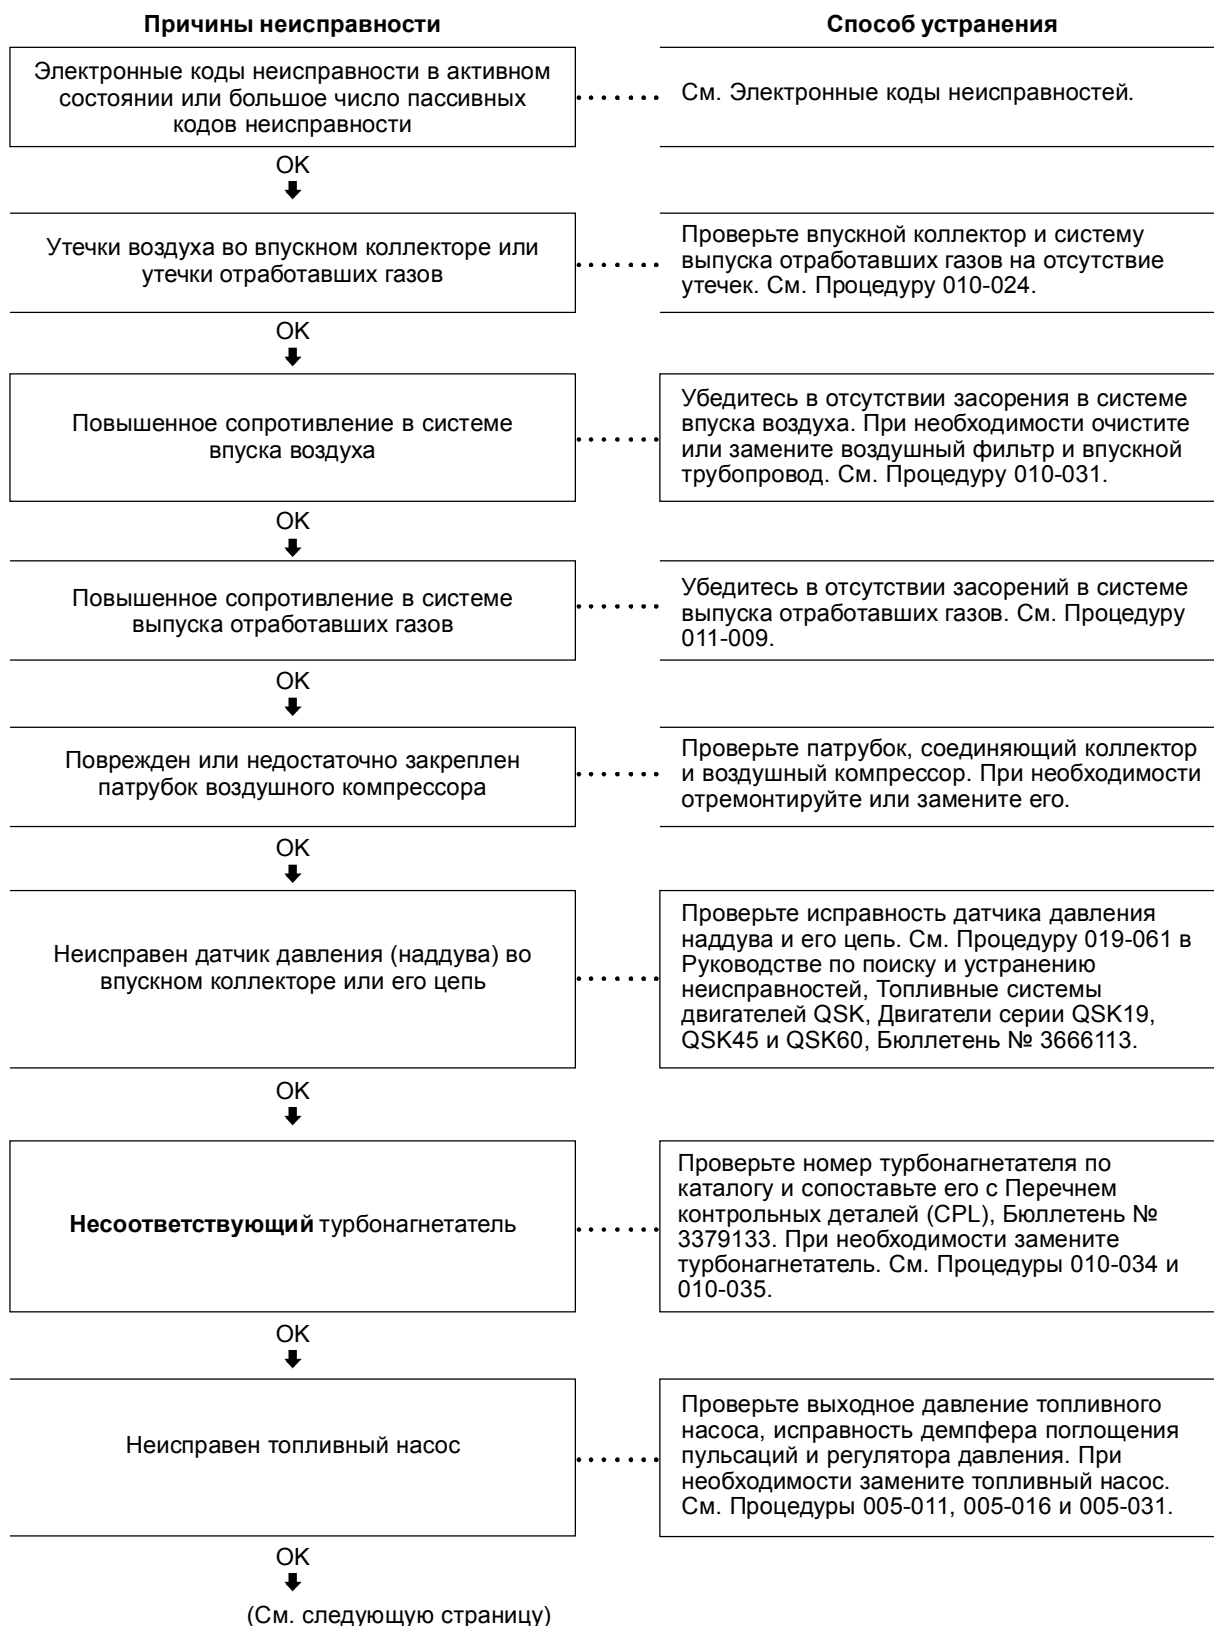 Причины неисправности
Способ устранения
Электронные коды неисправности в активном
состоянии или большое число пассивных
кодов неисправности
См. Электронные коды неисправностей.
OK
Утечки воздуха во впускном коллекторе или
утечки отработавших газов
Проверьте впускной коллектор и систему
выпуска отработавших газов на отсутствие
утечек. См. Процедуру 010-024.
OK
Повышенное сопротивление в системе
впуска воздуха
Убедитесь в отсутствии засорения в системе
впуска воздуха. При необходимости очистите
или замените воздушный фильтр и впускной
трубопровод. См. Процедуру 010-031.
OK
Повышенное сопротивление в системе
выпуска отработавших газов
Убедитесь в отсутствии засорений в системе
выпуска отработавших газов. См. Процедуру
011-009.
OK
Поврежден или недостаточно закреплен
патрубок воздушного компрессора
Проверьте патрубок, соединяющий коллектор
и воздушный компрессор. При необходимости
отремонтируйте или замените его.
OK
Неисправен датчик давления (наддува) во
впускном коллекторе или его цепь
Проверьте исправность датчика давления
наддува и его цепь. См. Процедуру 019-061 в
Руководстве по поиску и устранению
неисправностей, Топливные системы
двигателей QSK, Двигатели серии QSK19,
QSK45 и QSK60, Бюллетень № 3666113.
OK
Несоответствующий турбонагнетатель
Проверьте номер турбонагнетателя по
каталогу и сопоставьте его с Перечнем
контрольных деталей (CPL), Бюллетень №
3379133. При необходимости замените
турбонагнетатель. См. Процедуры 010-034 и
010-035.
OK
Неисправен топливный насос
Проверьте выходное давление топливного
насоса, исправность демпфера поглощения
пульсаций и регулятора давления. При
необходимости замените топливный насос.
См. Процедуры 005-011, 005-016 и 005-031.
OK
(См. следующую страницу)